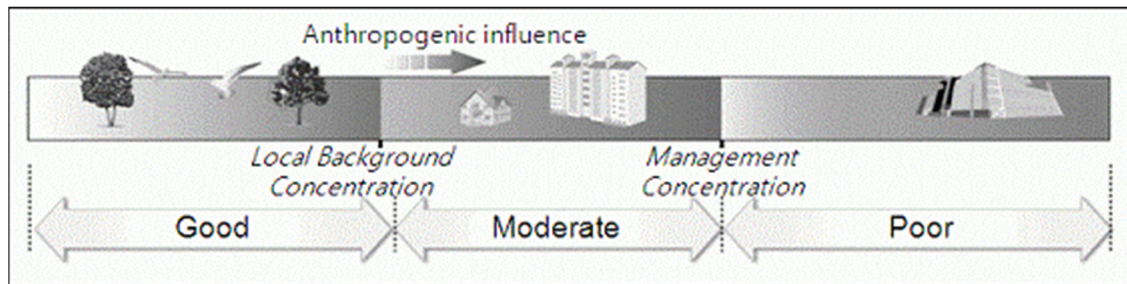 Anthropogenic influence
Local Background
Concentration
Management
Concentration
Good
Moderate
Poor